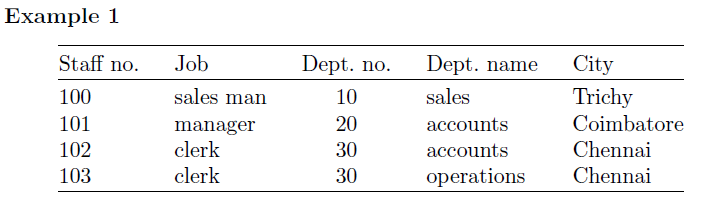 Example 1
Staff no. Job Dept. no. Dept. name City
100 sales man 10 sales Trichy
101 manager 20 accounts Coimbatore
102 clerk 30 accounts Chennai
103 clerk 30 operations Chennai